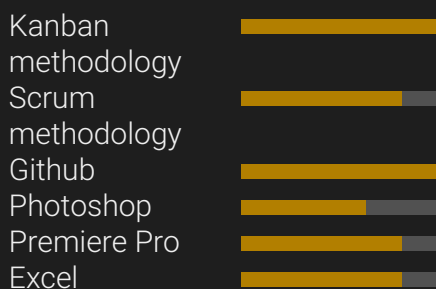 Kanban
methodology
Scrum
methodology
Github
Photoshop
Premiere Pro
Excel